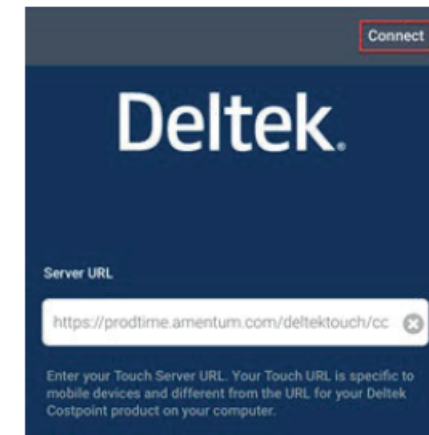 Connect
Deltek®
Server URL
https://prodtime.amentum.com/deltektouch/cc
Enter your Touch Server URL. Your Touch URL is specific to
mobile devices and different from the URL for your Deltek
Costpoint product on your computer.